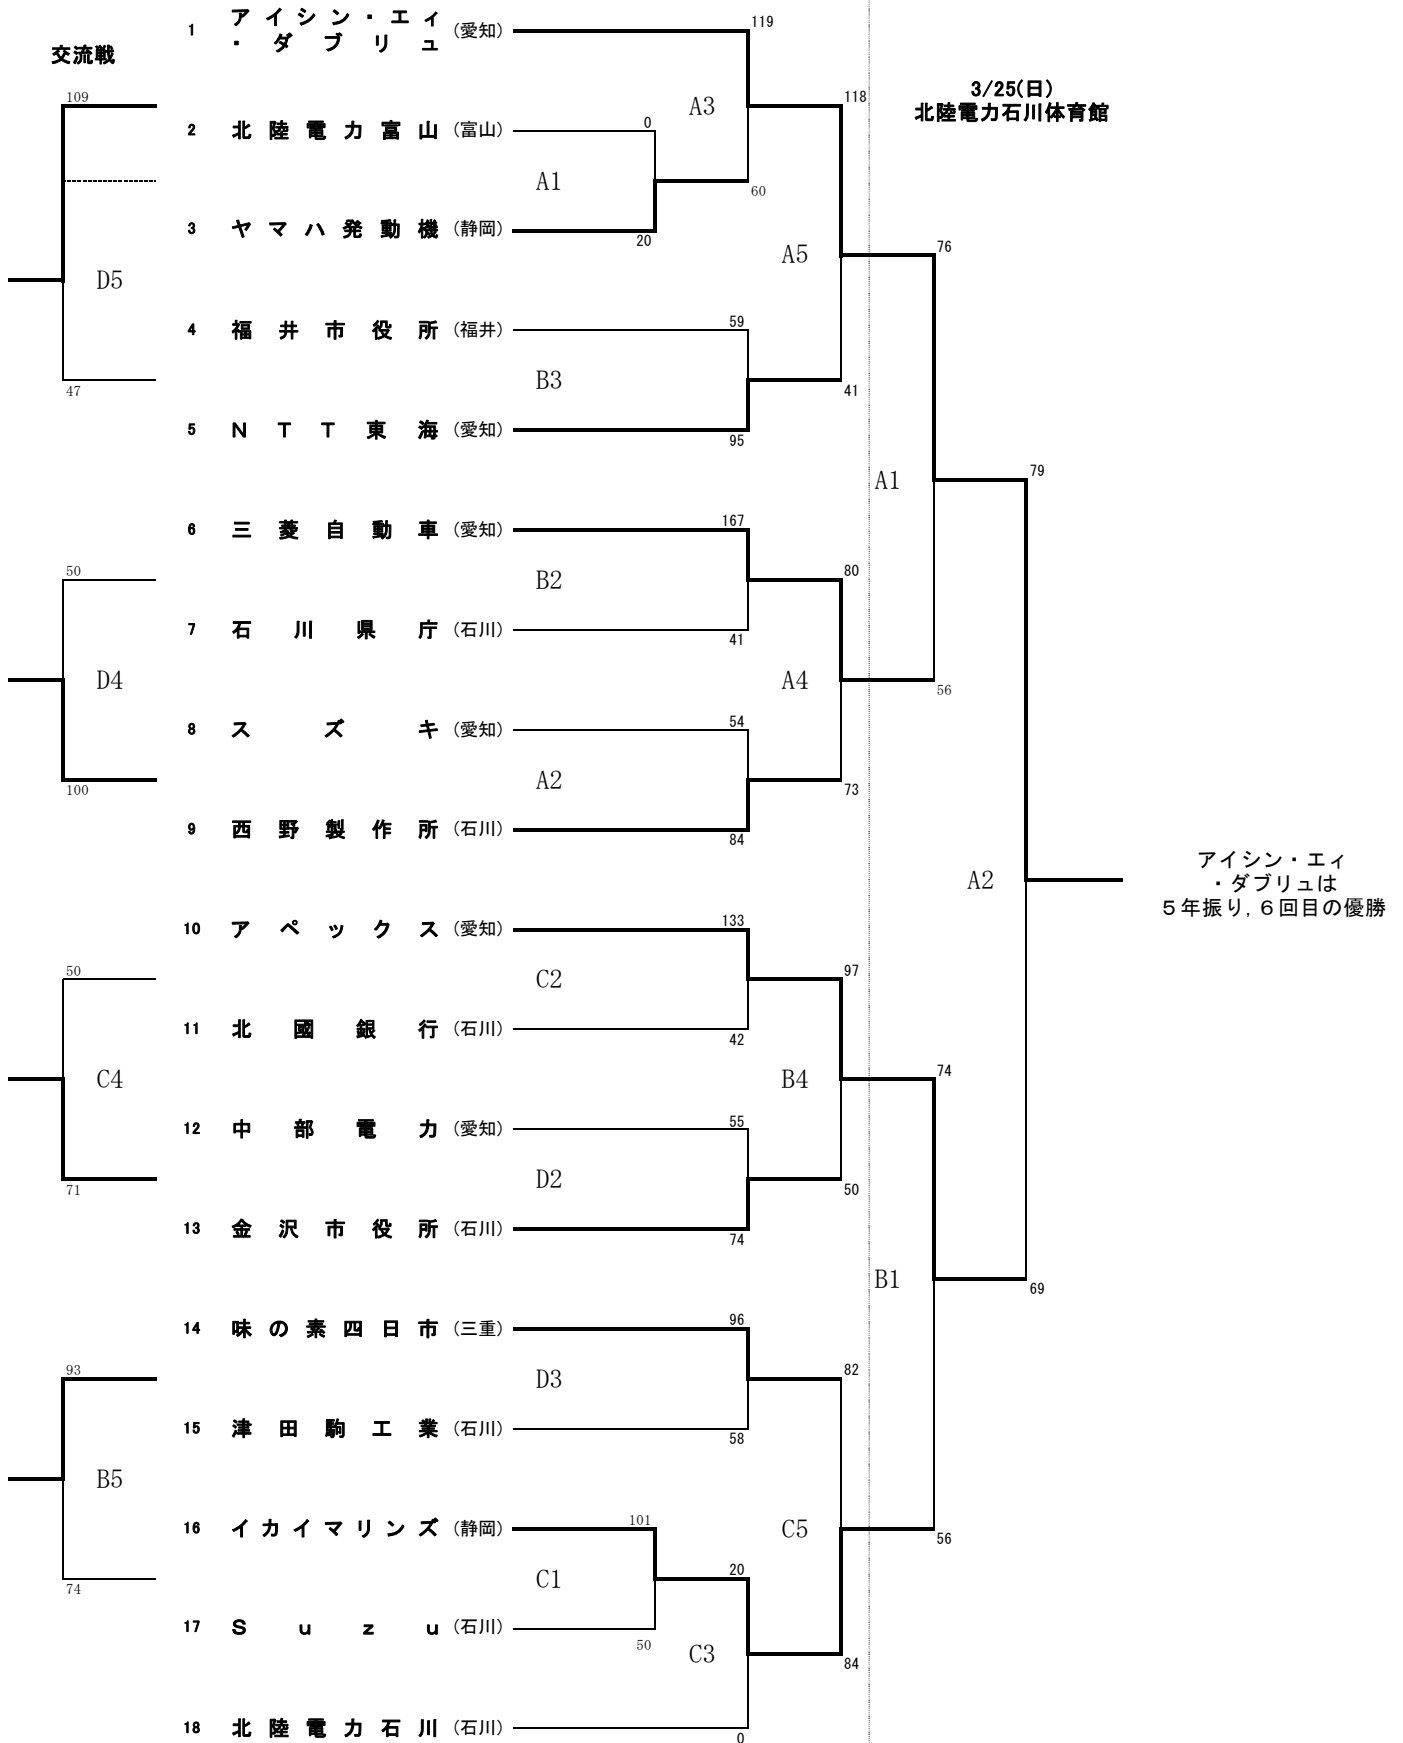 交流戦
3/25(日)
北陸電力石川体育館
1 アイシン・エィ・ダブリュ (愛知) 119
109
A3
118
2 北陸電力富山 (富山) 0
A1
60
3 ヤマハ発動機 (静岡) 20
A5
76
D5
4 福井市役所 (福井) 59
B3
47
41
5 NTT東海 (愛知) 95
A1
79
6 三菱自動車 (愛知) 167
50
B2
80
7 石川県庁 (石川) 41
D4
A4
56
8 スズキ (愛知) 54
A2
100
73
9 西野製作所 (石川) 84
A2
アイシン・エィ
・ダブリュは
5年振り,6回目の優勝
10 アペックス (愛知) 133
50
C2
97
11 北國銀行 (石川) 42
C4
B4
74
12 中部電力 (愛知) 55
D2
71
50
13 金沢市役所 (石川) 74
B1
69
14 味の素四日市 (三重) 96
93
D3
82
15 津田駒工業 (石川) 58
B5
16 イカイマリンズ (静岡) 101
C5
56
74
C1
20
17 Suzu (石川) 50
C3
84
18 北陸電力石川 (石川) 0